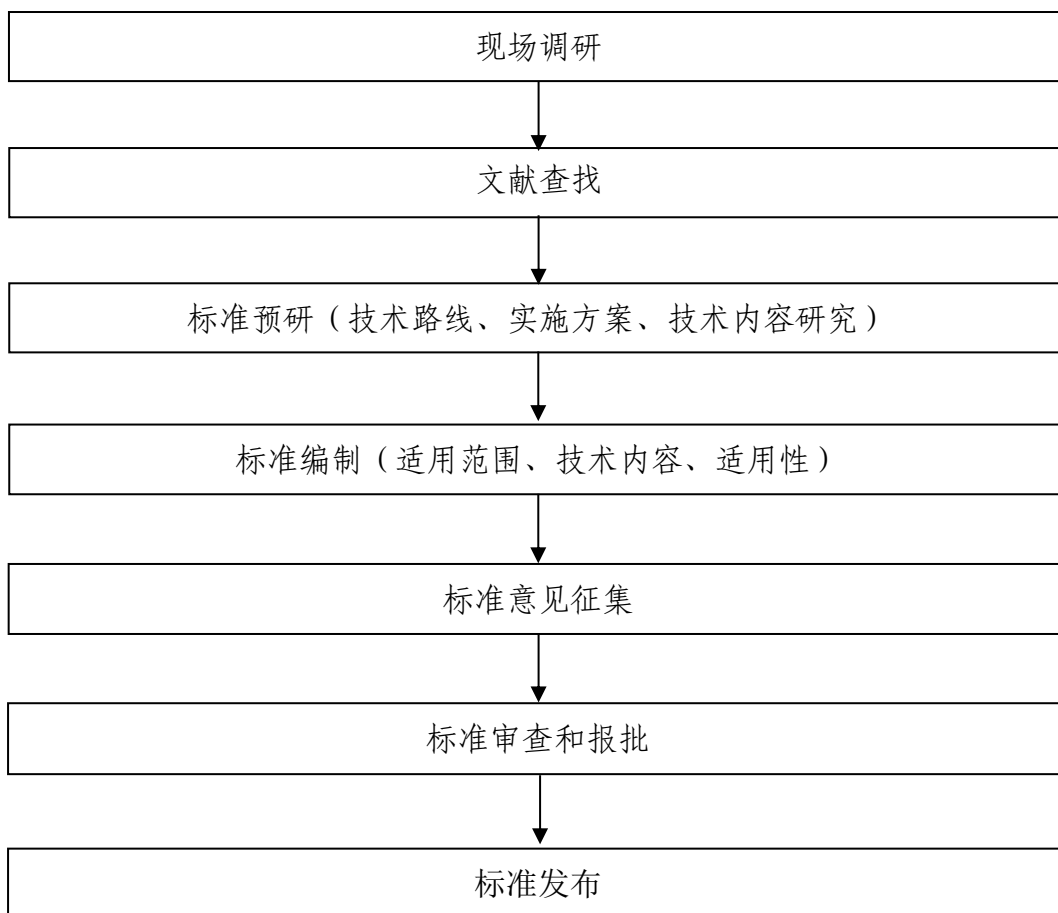 现场调研
文献查找
标准预研（技术路线、实施方案、技术内容研究）
标准编制（适用范围、技术内容、适用性）
标准意见征集
标准审查和报批
标准发布